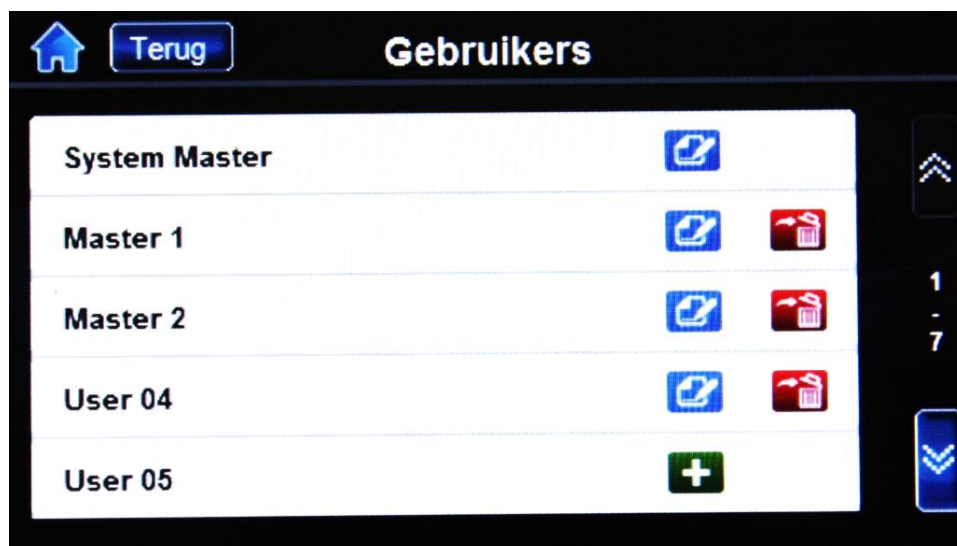 Terug
Gebruikers
System Master
Master 1
Master 2
User 04
User 05
1
-
7